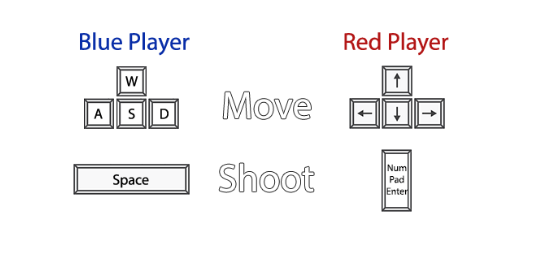 Blue Player
Red Player
W
A S D
Move
↑
← ↓ →
Space
Shoot
Num
Pad
Enter